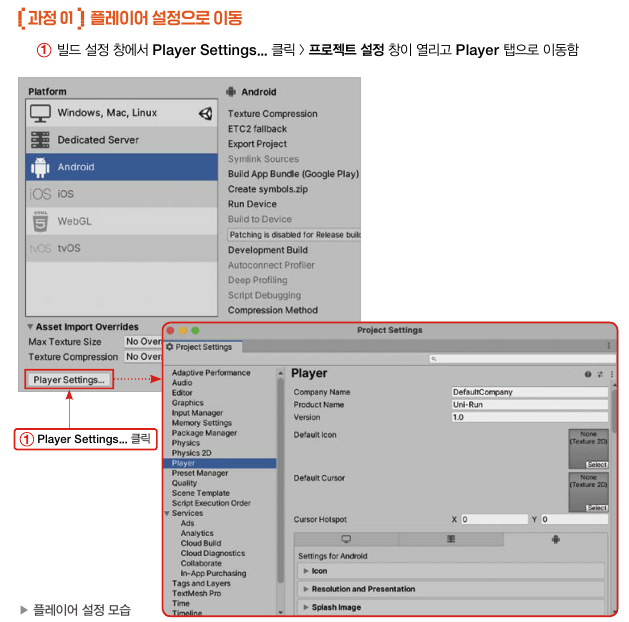 [과정 01] 플레이어 설정으로 이동
① 빌드 설정 창에서 Player Settings... 클릭 > 프로젝트 설정 창이 열리고 Player 탭으로 이동함
Platform
Windows, Mac, Linux
Dedicated Server
Android
iOS iOS
WebGL
tvOS tvOS
Android
Texture Compression
ETC2 fallback
Export Project
Symlink Sources
Build App Bundle (Google Play)
Create symbols.zip
Run Device
Build to Device
Patching is disabled for Release buil
Development Build
Autoconnect Profiler
Deep Profiling
Script Debugging
Compression Method
Asset Import Overrides
Max Texture Size No Over
Texture Compression No Over
Player Settings...
① Player Settings... 클릭
Project Settings
Project Settings
Adaptive Performance
Audio
Editor
Graphics
Input Manager
Memory Settings
Package Manager
Physics
Physics 2D
Player
Preset Manager
Quality
Scene Template
Script Execution Order
Services
Ads
Analytics
Cloud Build
Cloud Diagnostics
Collaborate
In-App Purchasing
Tags and Layers
TextMesh Pro
Time
Timeline
Player
Company Name DefaultCompany
Product Name Uni-Run
Version 1.0
Default Icon
None
(Texture 2D)
Select
Default Cursor
None
(Texture 2D)
Select
Cursor Hotspot X 0 Y 0
Settings for Android
Icon
Resolution and Presentation
Splash Image
▶ 플레이어 설정 모습